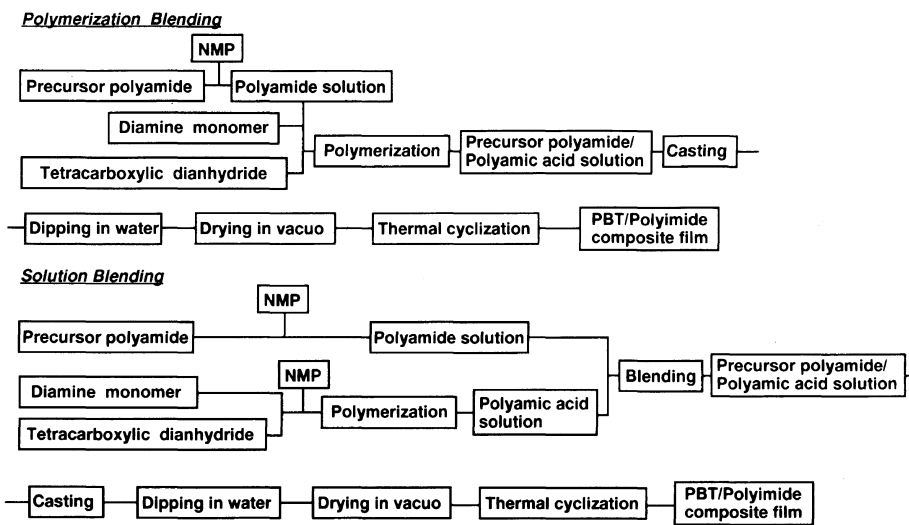 Polymerization Blending
NMP
Precursor polyamide
Polyamide solution
Diamine monomer
Tetracarboxylic dianhydride
Polymerization
Precursor polyamide/
Polyamic acid solution
Casting
Dipping in water
Drying in vacuo
Thermal cyclization
PBT/Polyimide
composite film
Solution Blending
NMP
Precursor polyamide
Polyamide solution
Diamine monomer
NMP
Tetracarboxylic dianhydride
Polymerization
Polyamic acid
solution
Blending
Precursor polyamide/
Polyamic acid solution
Casting
Dipping in water
Drying in vacuo
Thermal cyclization
PBT/Polyimide
composite film